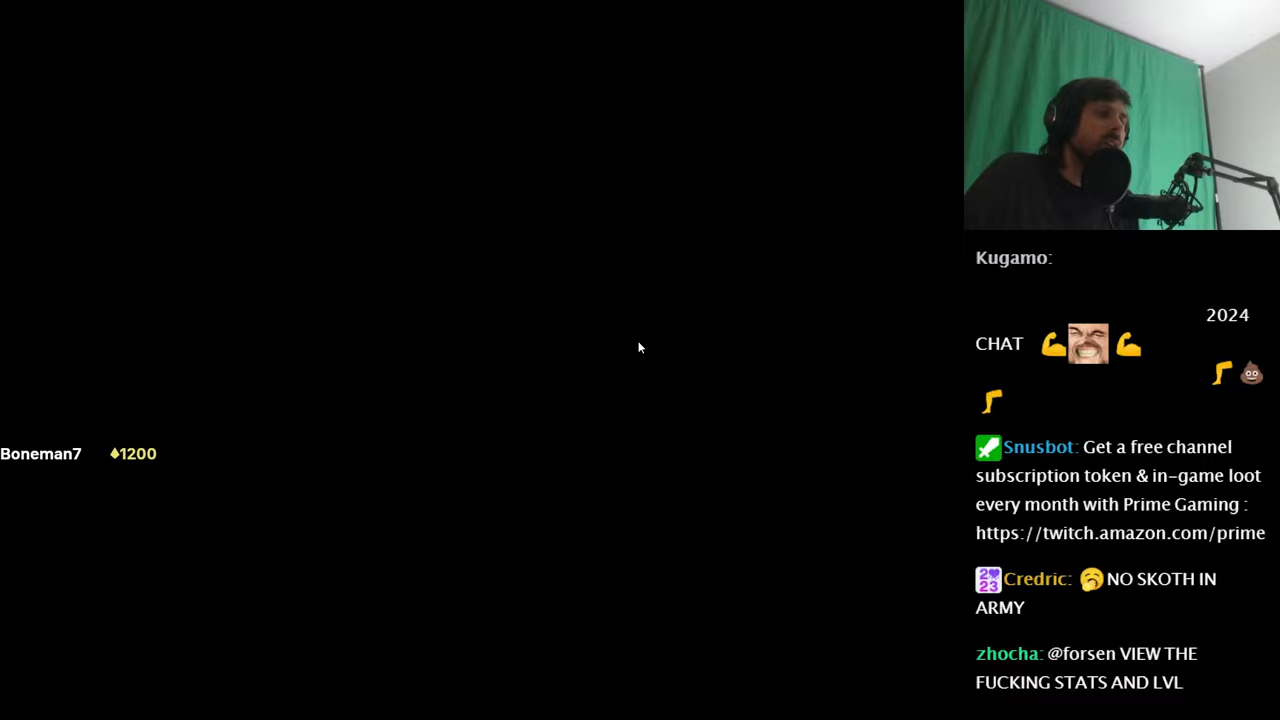 Kugamo:
2024
CHAT
Boneman7 1200
Snusbot: Get a free channel
subscription token & in-game loot
every month with Prime Gaming :
https://twitch.amazon.com/prime
2023 Credric: NO SKOTH IN
ARMY
zhocha: @forsen VIEW THE
FUCKING STATS AND LVL